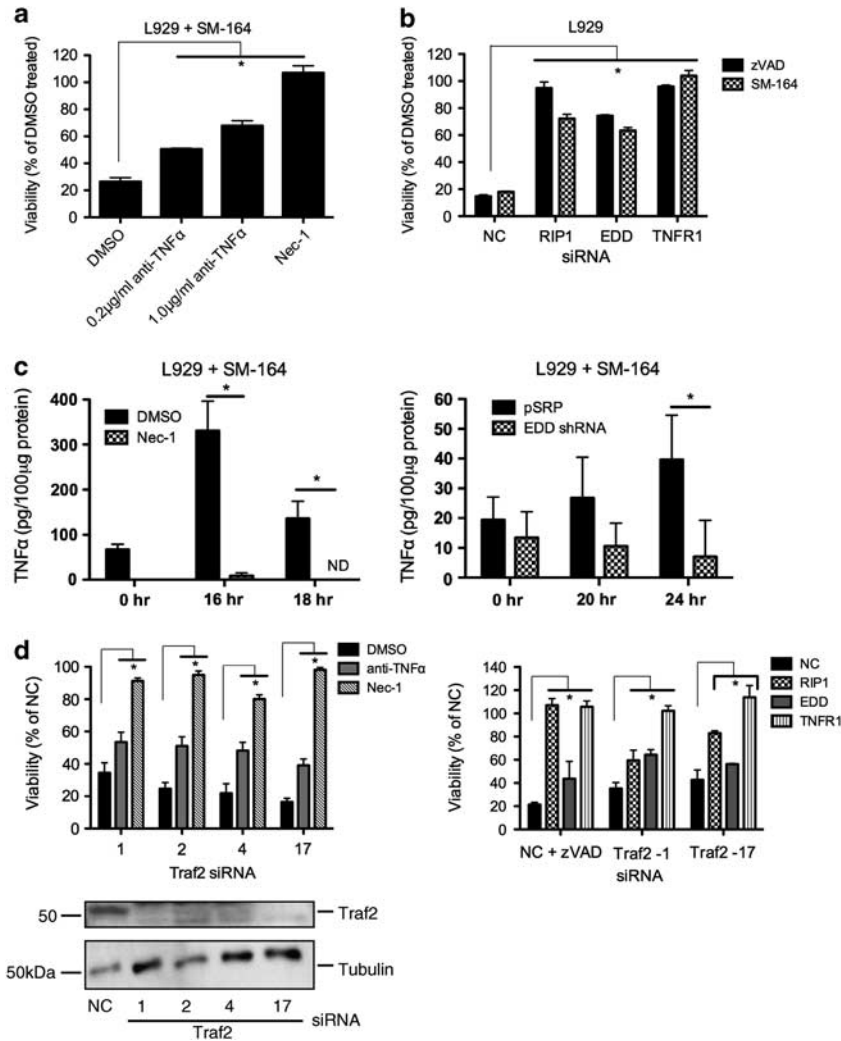 a
L929 + SM-164
Viability (% of DMSO treated)
120
100
80
60
40
20
0
*
DMSO
0.2µg/ml anti-TNFα
1.0µg/ml anti-TNFα
Nec-1
b
L929
Viability (% of DMSO treated)
120
100
80
60
40
20
0
*
zVAD
SM-164
NC RIP1 EDD TNFR1
siRNA
c
L929 + SM-164
TNFα (pg/100µg protein)
400
300
200
100
0
DMSO
Nec-1
*
*
ND
0 hr 16 hr 18 hr
L929 + SM-164
TNFα (pg/100µg protein)
60
50
40
30
20
10
0
pSRP
EDD shRNA
*
0 hr 20 hr 24 hr
d
Viability (% of NC)
100
80
60
40
20
0
* * * *
DMSO
anti-TNFα
Nec-1
1 2 4 17
Traf2 siRNA
Viability (% of NC)
140
120
100
80
60
40
20
0
* * *
NC
RIP1
EDD
TNFR1
NC + zVAD Traf2 -1 Traf2 -17
siRNA
50 Traf2
50kDa Tubulin
NC 1 2 4 17 siRNA
Traf2